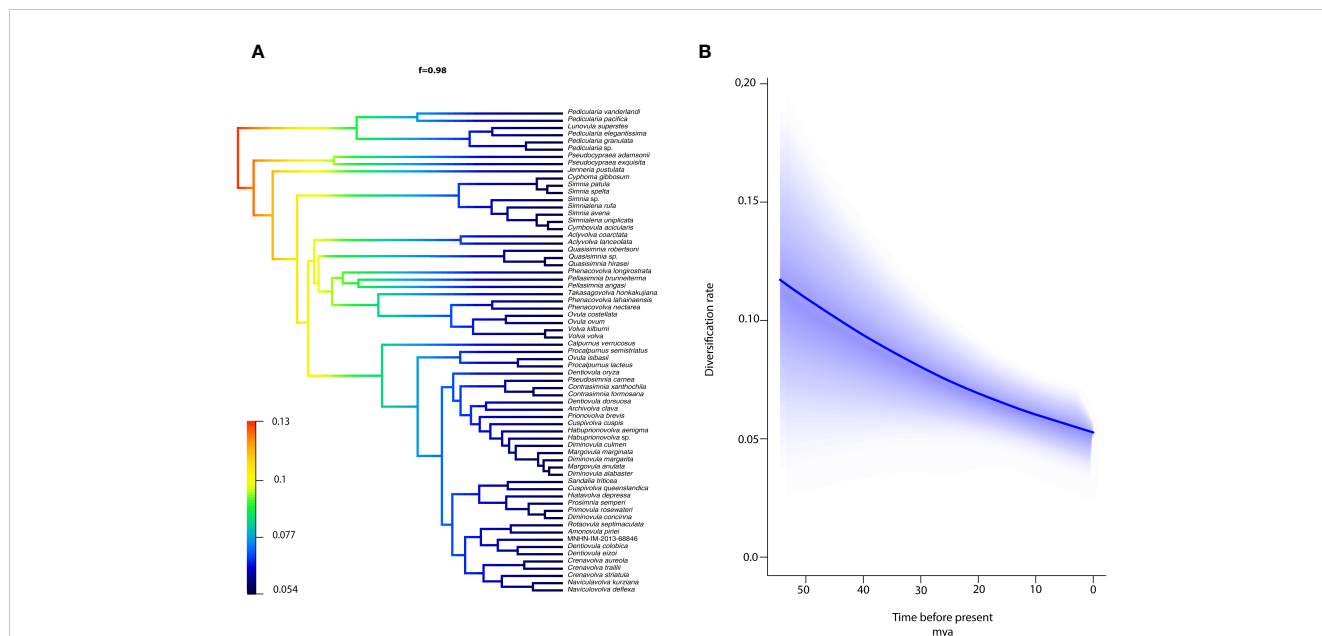 A
f=0.98
Pedicularia vanderlandi
Pedicularia pacifica
Lunovula superstes
Pedicularia elegantissima
Pedicularia granulata
Pedicularia sp.
Pseudocypraea adamsonii
Pseudocypraea exquisita
Jenneria pustulata
Cyphoma gibbosum
Simnia patula
Simnia spelta
Simnia sp.
Simnialena rufa
Simnia avena
Simnialena uniplicata
Cymbovula acicularis
Aclyvolva coarctata
Aclyvolva lanceolata
Quasisimnia robertsoni
Quasisimnia sp.
Quasisimnia hirasei
Phenacovolva longirostrata
Pellasimnia brunneiterma
Pellasimnia angasi
Takasagovolva honkakujiana
Phenacovolva lahainaensis
Phenacovolva nectarea
Ovula costellata
Ovula ovum
Volva kilburni
Volva volva
Calpurnus verrucosus
Procalpurnus semistriatus
Ovula isibasii
Procalpurnus lacteus
Dentiovula oryza
Pseudosimnia carnea
Contrasimnia xanthochila
Contrasimnia formosana
Dentiovula dorsuosa
Archivolva clava
Prionovolva brevis
Cuspivolva cuspis
Habuprionovolva aenigma
Habuprionovolva sp.
Diminovula culmen
Margovula marginata
Diminovula margarita
Margovula anulata
Diminovula alabaster
Sandalia triticea
Cuspivolva queenslandica
Hiatavolva depressa
Prosimnia semperi
Primovula rosewateri
Diminovula concinna
Rotaovula septimaculata
Amonovula piriei
MNHN-IM-2013-68846
Dentiovula colobica
Dentiovula eizoi
Crenavolva aureola
Crenavolva trailli
Crenavolva striatula
Naviculavolva kurziana
Naviculovolva deflexa
0.13
0.1
0.077
0.054
B
0,20
0.15
0.10
0.05
0.0
Diversification rate
50
40
30
20
10
0
Time before present
mya